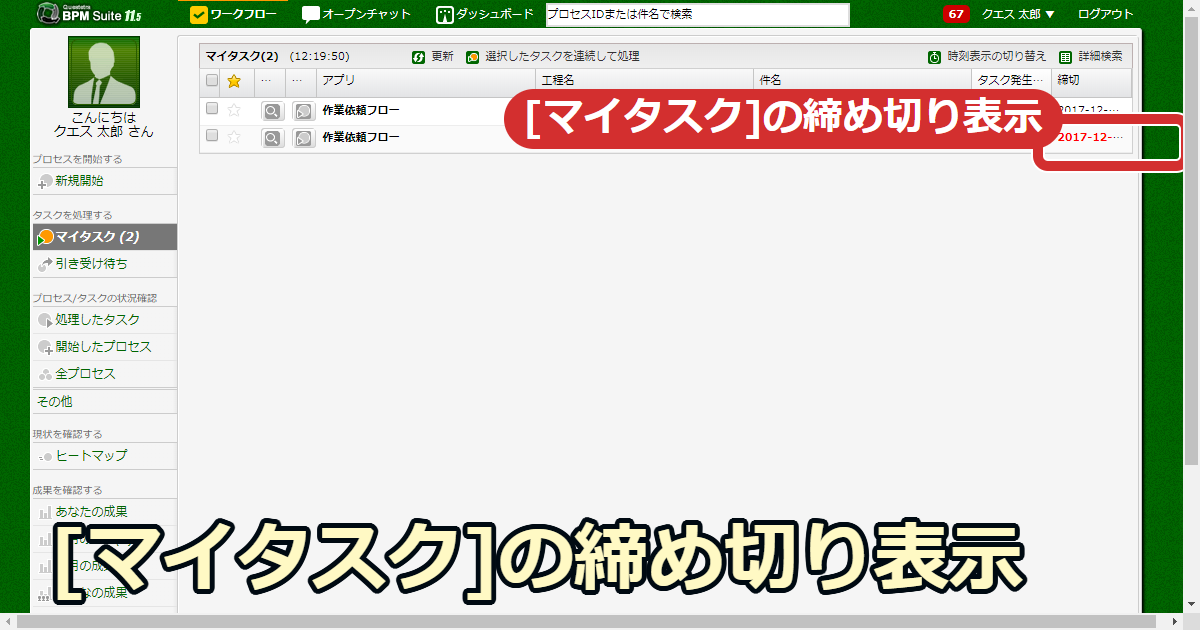 Questetra
BPM Suite 11.5
ワークフロー
オープンチャット
ダッシュボード
プロセスIDまたは件名で検索
67
クエス 太郎 ▼
ログアウト
こんにちは
クエス 太郎 さん
プロセスを開始する
新規開始
タスクを処理する
マイタスク (2)
引き受け待ち
プロセス/タスクの状況確認
処理したタスク
開始したプロセス
全プロセス
その他
現状を確認する
ヒートマップ
成果を確認する
あなたの成果
の成果
マイタスク(2) (12:19:50)
更新
選択したタスクを連続して処理
時刻表示の切り替え
詳細検索
... ... アプリ 工程名 件名 タスク発生... 締切
作業依頼フロー 2017-12-...
作業依頼フロー 2017-12-...
[マイタスク]の締め切り表示
[マイタスク]の締め切り表示